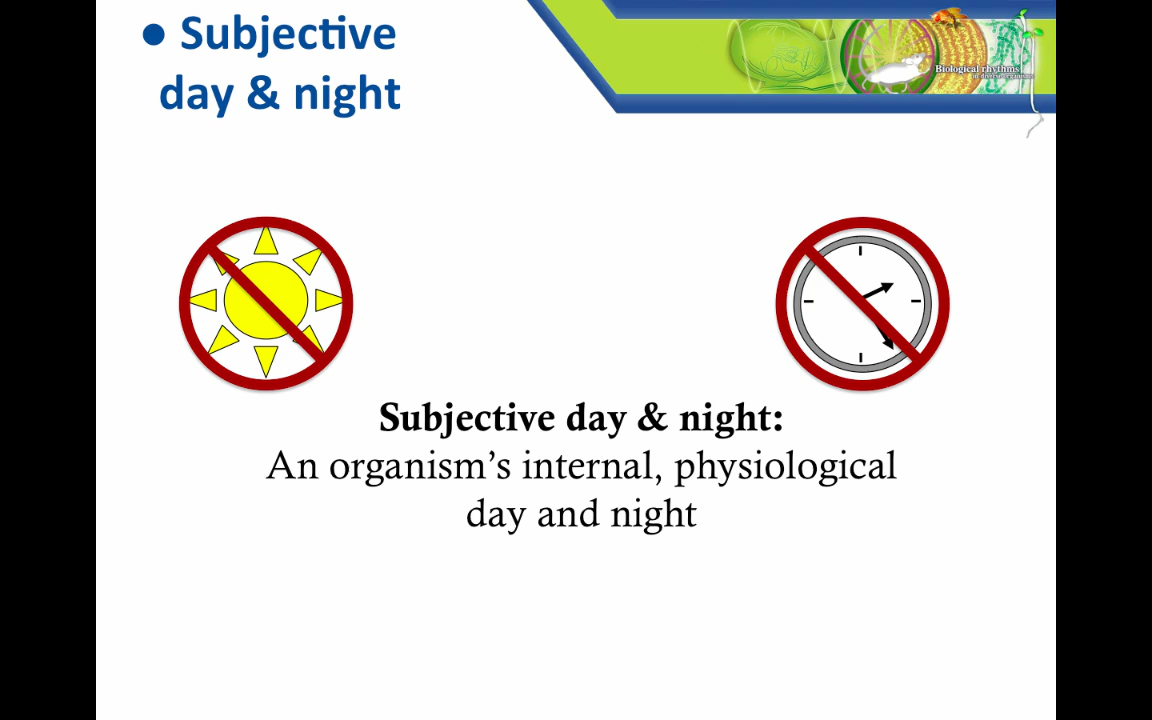 ● Subjective
day & night
Biological rhythms
Subjective day & night:
An organism’s internal, physiological
day and night